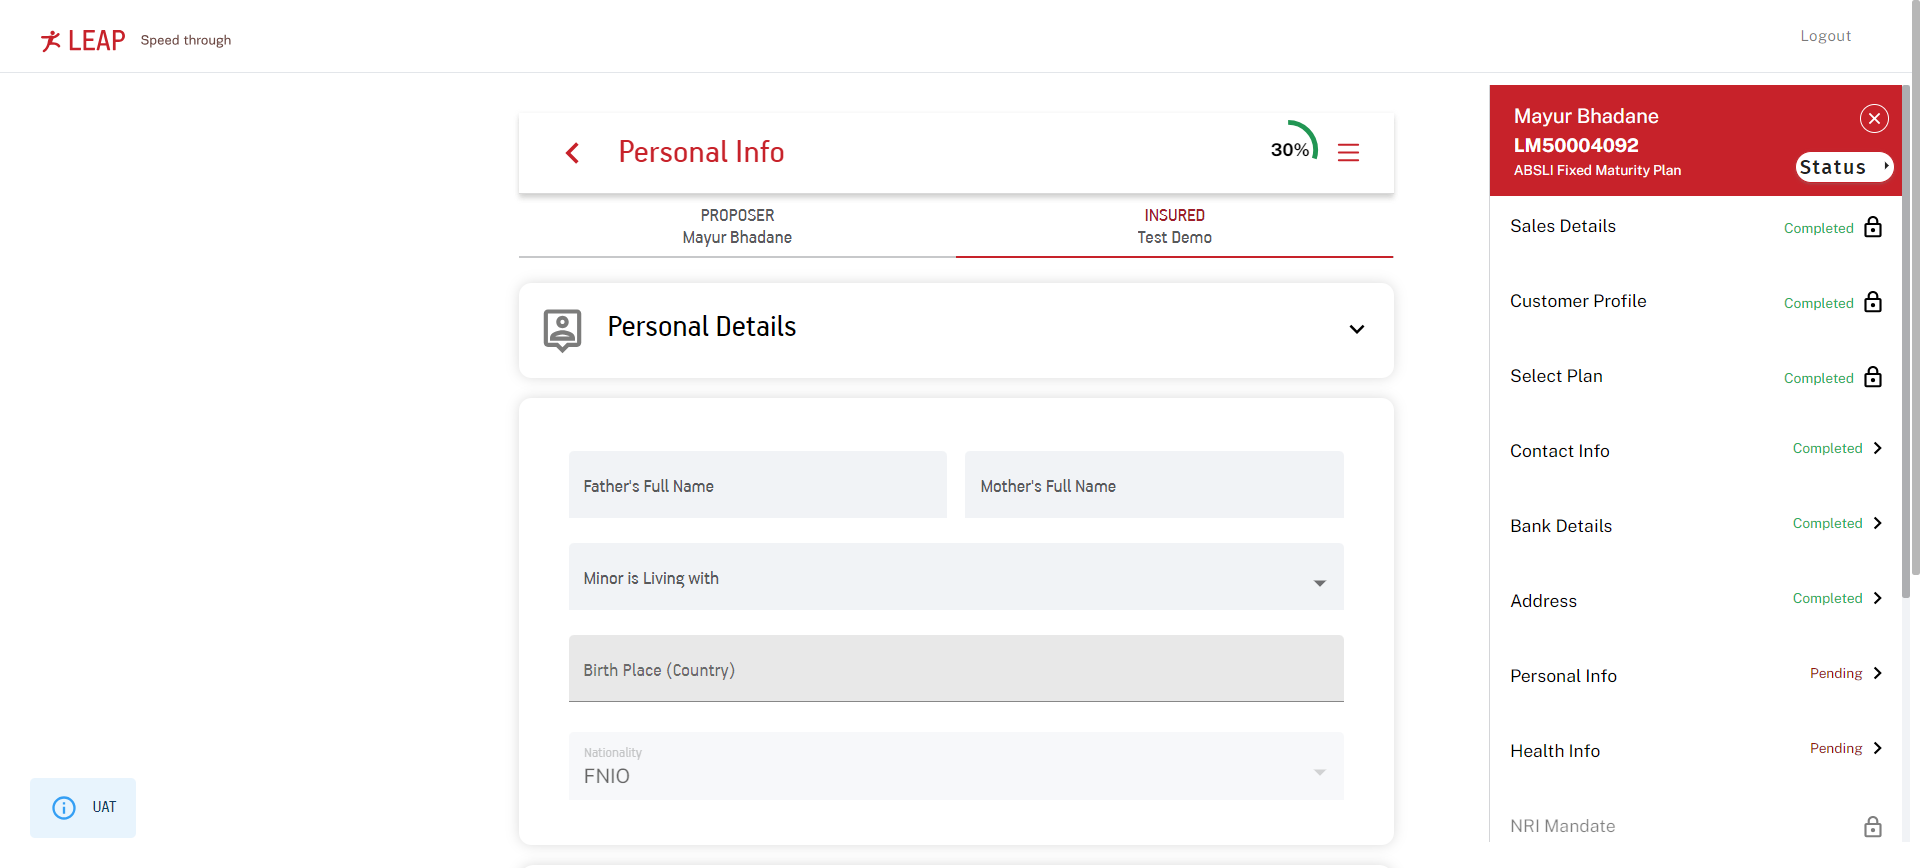 LEAP Speed through
Logout
Personal Info
30%
PROPOSER
Mayur Bhadane
INSURED
Test Demo
Personal Details
Father's Full Name
Mother's Full Name
Minor is Living with
Birth Place (Country)
Nationality
FNIO
UAT
Mayur Bhadane
LM50004092
ABSLI Fixed Maturity Plan
Status
Sales Details Completed
Customer Profile Completed
Select Plan Completed
Contact Info Completed
Bank Details Completed
Address Completed
Personal Info Pending
Health Info Pending
NRI Mandate